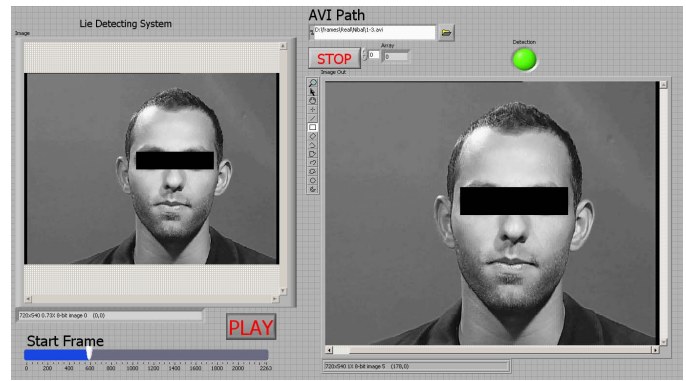 Lie Detecting System
Image
720x540 0.73X 8-bit image 0 (0,0)
PLAY
Start Frame
0 200 400 600 800 1000 1200 1400 1600 1800 2000 2263
AVI Path
D:\frames\Real\Nibal\1-3.avi
Array
STOP
0
0
Detection
Image Out
720x540 1X 8-bit image 5 (178,0)